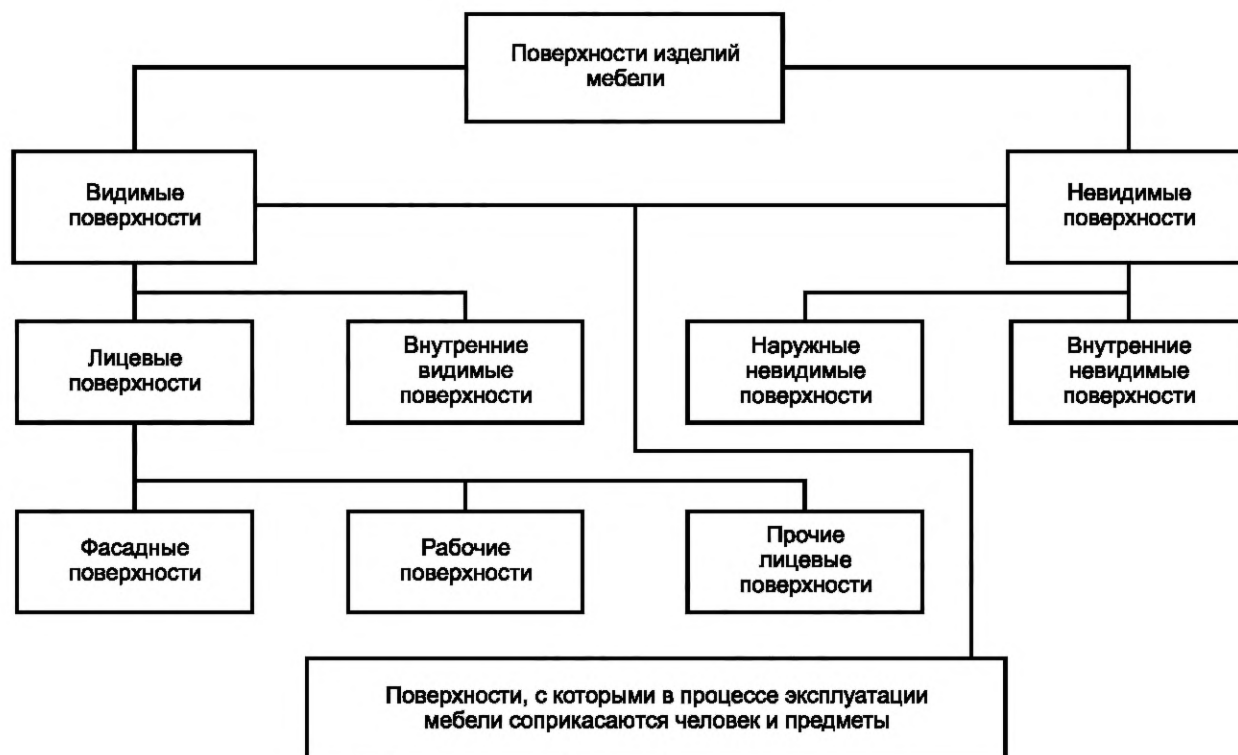 Поверхности изделий
мебели
Видимые
поверхности
Невидимые
поверхности
Лицевые
поверхности
Внутренние
видимые
поверхности
Наружные
невидимые
поверхности
Внутренние
невидимые
поверхности
Фасадные
поверхности
Рабочие
поверхности
Прочие
лицевые
поверхности
Поверхности, с которыми в процессе эксплуатации
мебели соприкасаются человек и предметы